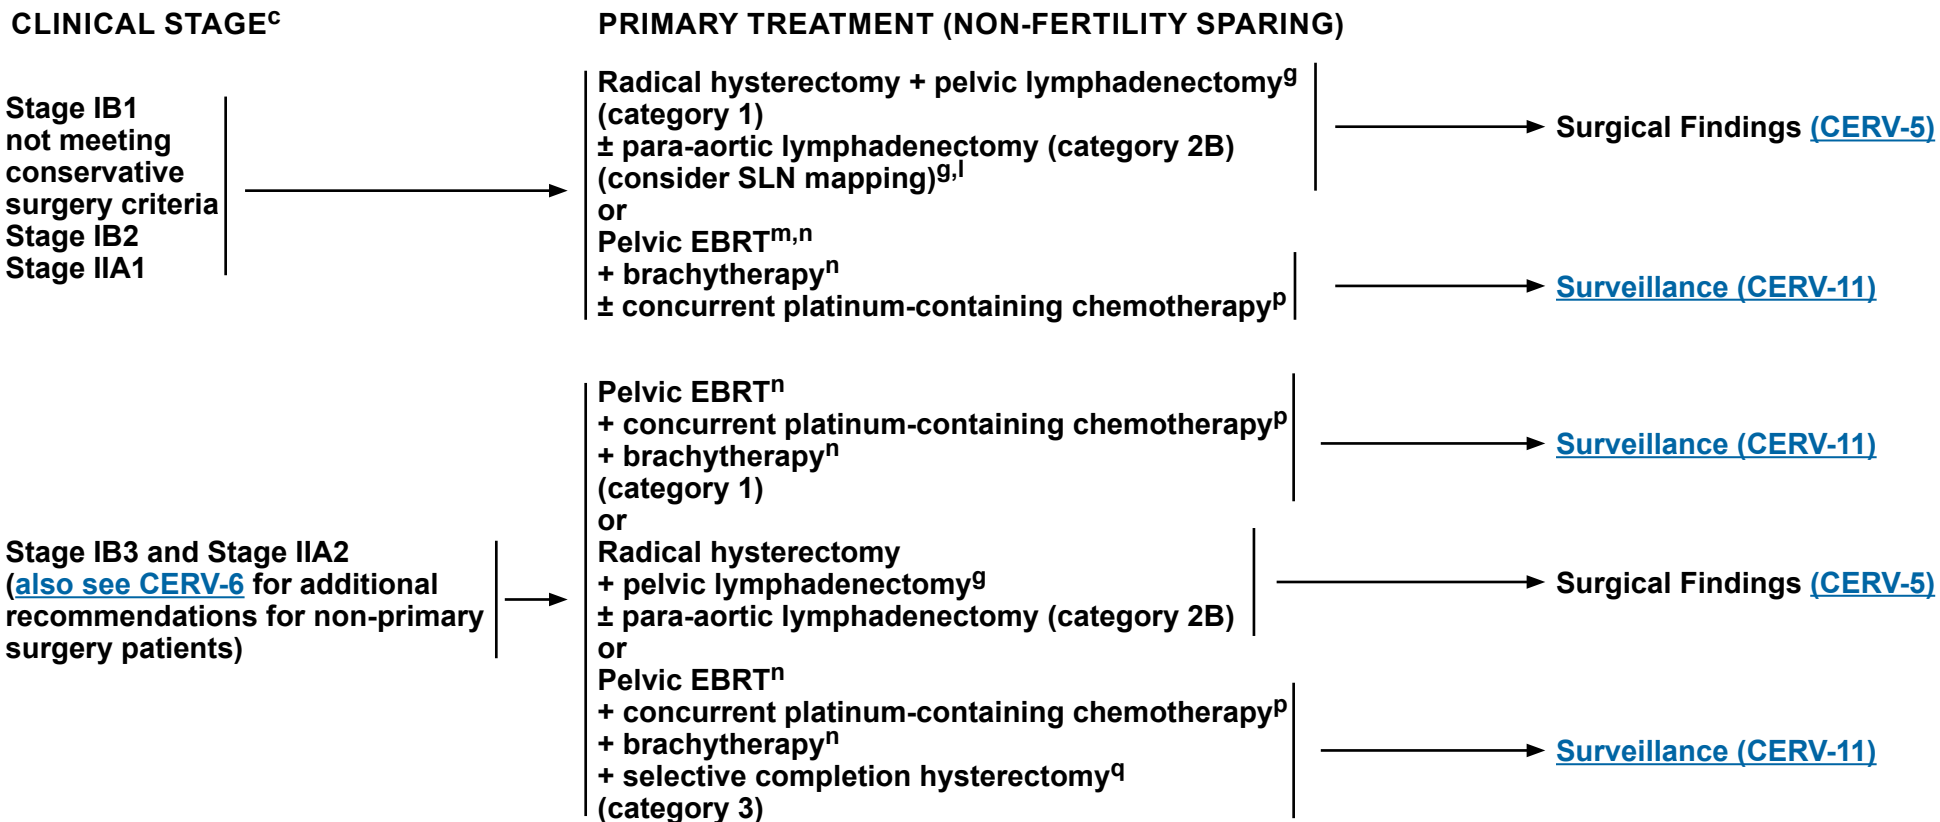 CLINICAL STAGEc
PRIMARY TREATMENT (NON-FERTILITY SPARING)
Stage IB1
not meeting
conservative
surgery criteria
Stage IB2
Stage IIA1
Radical hysterectomy + pelvic lymphadenectomyg
(category 1)
± para-aortic lymphadenectomy (category 2B)
(consider SLN mapping)g,l
or
Pelvic EBRTm,n
+ brachytherapyn
± concurrent platinum-containing chemotherapyp
Surgical Findings (CERV-5)
Surveillance (CERV-11)
Stage IB3 and Stage IIA2
(also see CERV-6 for additional
recommendations for non-primary
surgery patients)
Pelvic EBRTn
+ concurrent platinum-containing chemotherapyp
+ brachytherapyn
(category 1)
or
Radical hysterectomy
+ pelvic lymphadenectomyg
± para-aortic lymphadenectomy (category 2B)
or
Pelvic EBRTn
+ concurrent platinum-containing chemotherapyp
+ brachytherapyn
+ selective completion hysterectomyq
(category 3)
Surveillance (CERV-11)
Surgical Findings (CERV-5)
Surveillance (CERV-11)